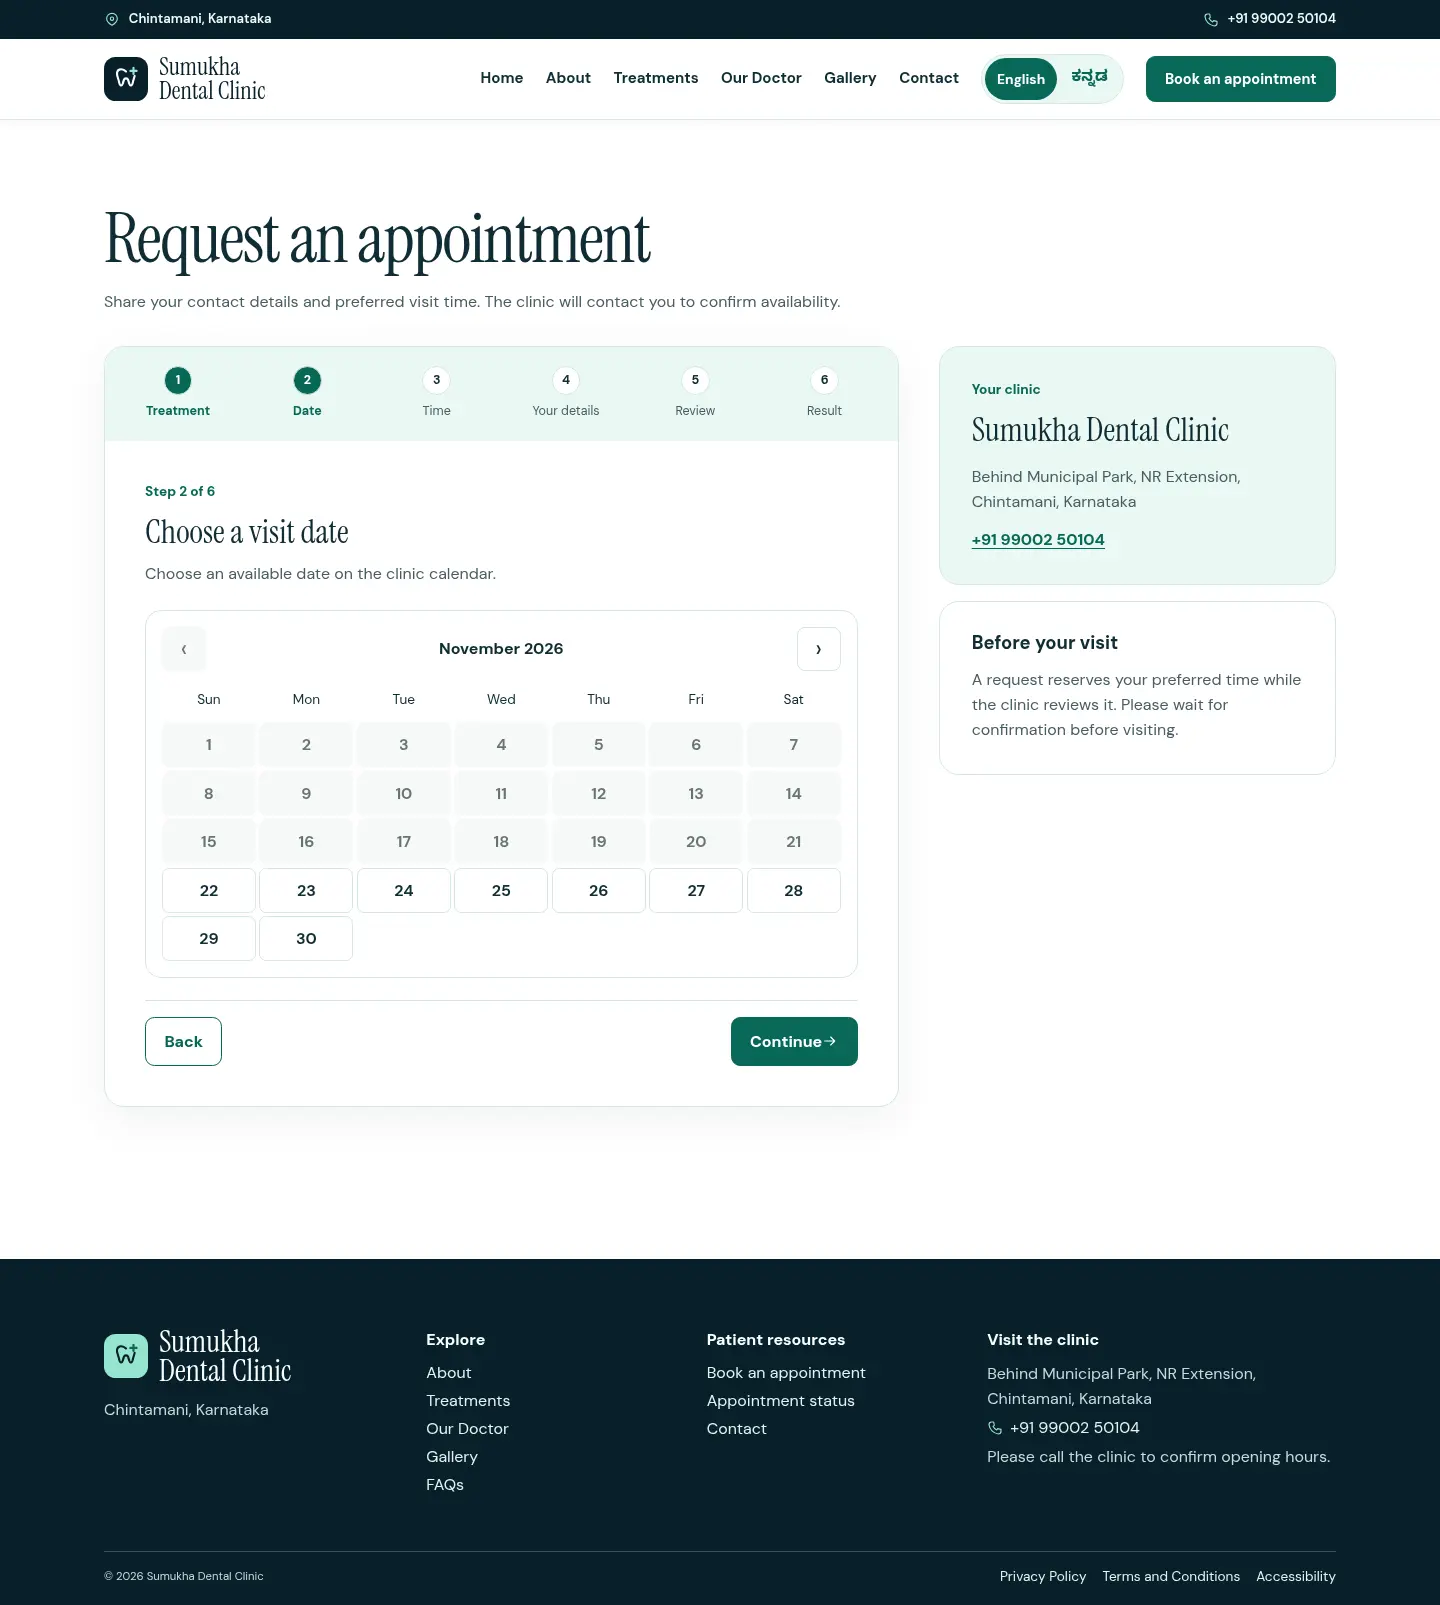 Chintamani, Karnataka
+91 99002 50104
Sumukha
Dental Clinic
Home About Treatments Our Doctor Gallery Contact English ಕನ್ನಡ Book an appointment
Request an appointment
Share your contact details and preferred visit time. The clinic will contact you to confirm availability.
1 2 3 4 5 6
Treatment Date Time Your details Review Result
Step 2 of 6
Choose a visit date
Choose an available date on the clinic calendar.
‹ November 2026 ›
Sun Mon Tue Wed Thu Fri Sat
1 2 3 4 5 6 7
8 9 10 11 12 13 14
15 16 17 18 19 20 21
22 23 24 25 26 27 28
29 30
Back Continue→
Your clinic
Sumukha Dental Clinic
Behind Municipal Park, NR Extension,
Chintamani, Karnataka
+91 99002 50104
Before your visit
A request reserves your preferred time while
the clinic reviews it. Please wait for
confirmation before visiting.
Sumukha
Dental Clinic
Chintamani, Karnataka
Explore
About
Treatments
Our Doctor
Gallery
FAQs
Patient resources
Book an appointment
Appointment status
Contact
Visit the clinic
Behind Municipal Park, NR Extension,
Chintamani, Karnataka
+91 99002 50104
Please call the clinic to confirm opening hours.
© 2026 Sumukha Dental Clinic
Privacy Policy Terms and Conditions Accessibility